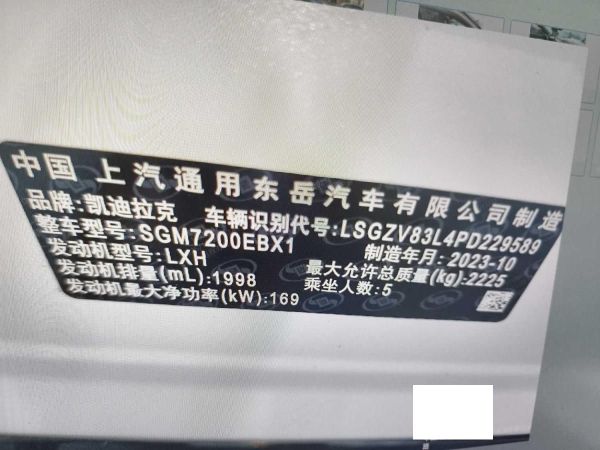 中国 上汽通用东岳汽车有限公司制造
品牌:凯迪拉克 车辆识别代号:LSGZV83L4PD229589
整车型号:SGM7200EBX1 制造年月:2023-10
发动机型号:LXH 最大允许总质量(kg):2225
发动机排量(mL):1998 乘坐人数:5
发动机最大净功率(kW):169